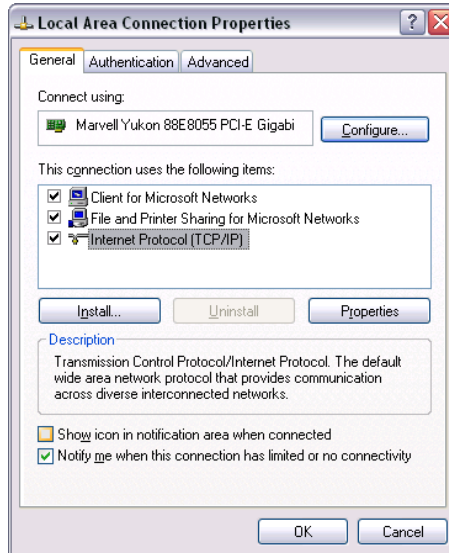 Local Area Connection Properties
General Authentication Advanced
Connect using:
Marvell Yukon 88E8055 PCI-E Gigabi
Configure...
This connection uses the following items:
Client for Microsoft Networks
File and Printer Sharing for Microsoft Networks
Internet Protocol (TCP/IP)
Install... Uninstall Properties
Description
Transmission Control Protocol/Internet Protocol. The default
wide area network protocol that provides communication
across diverse interconnected networks.
Show icon in notification area when connected
Notify me when this connection has limited or no connectivity
OK Cancel